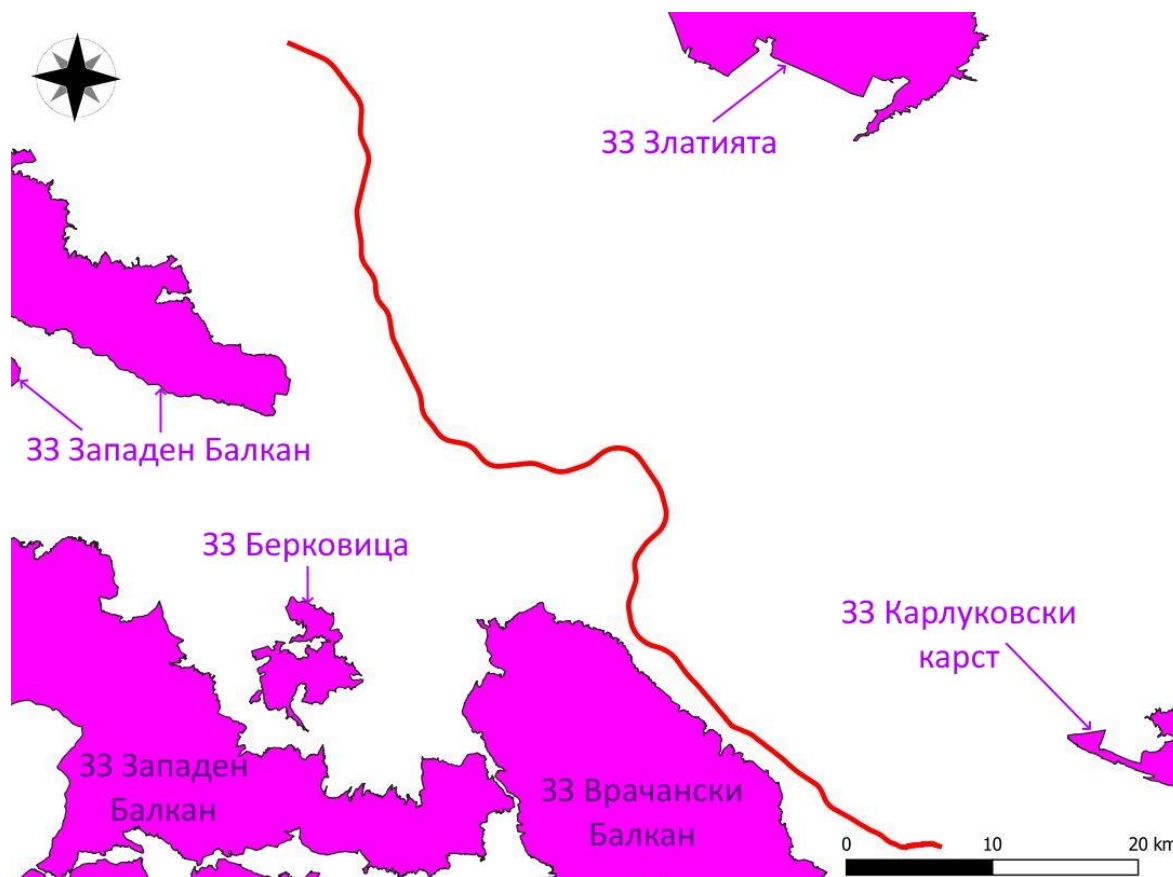 ЗЗ Златията
ЗЗ Западен Балкан
ЗЗ Берковица
ЗЗ Карлуковски
карст
ЗЗ Западен
Балкан
ЗЗ Врачански
Балкан
0 10 20 km